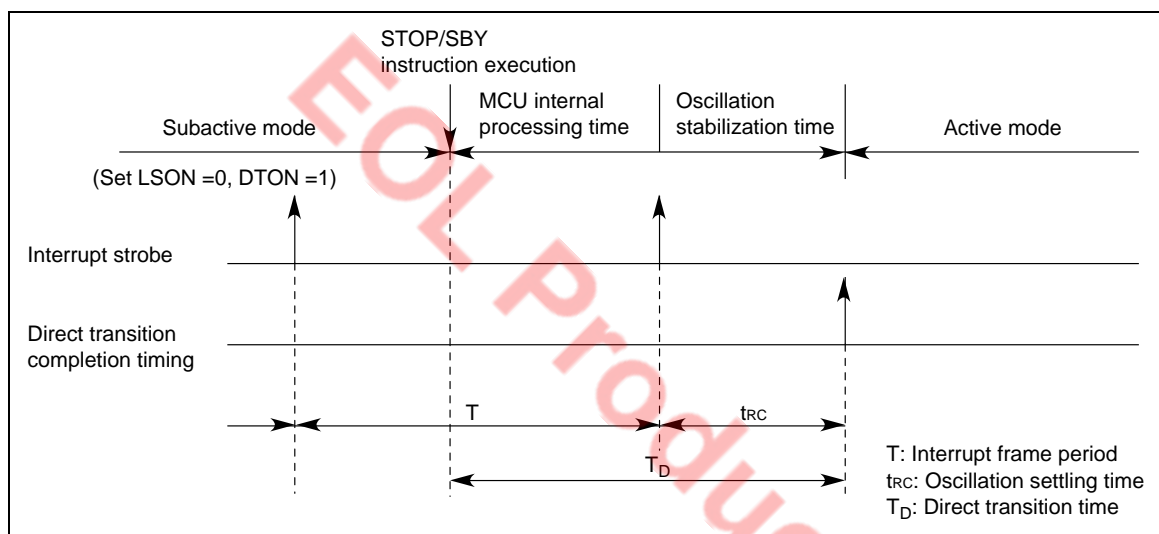 STOP/SBY
instruction execution
MCU internal
processing time
Oscillation
stabilization time
Subactive mode
Active mode
(Set LSON =0, DTON =1)
Interrupt strobe
Direct transition
completion timing
T
tRC
TD
T: Interrupt frame period
tRC: Oscillation settling time
TD: Direct transition time
EOL Produc